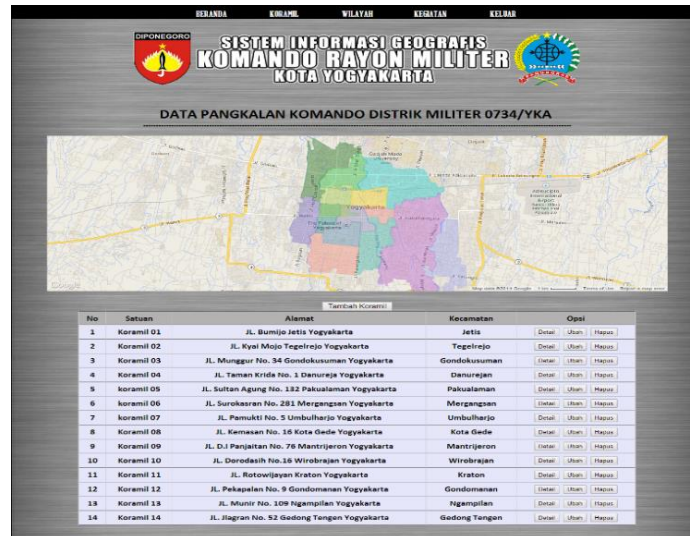 BERANDA KORAMIL WILAYAH KEGIATAN KELUAR
DIPONEGORO
SISTEM INFORMASI GEOGRAFIS
KOMANDO RAYON MILITER
KOTA YOGYAKARTA
DATA PANGKALAN KOMANDO DISTRIK MILITER 0734/YKA
Tambah Koramil
No Satuan Alamat Kecamatan Opsi
1 Koramil 01 JL. Bumijo Jetis Yogyakarta Jetis Detail Ubah Hapus
2 Koramil 02 JL. Kyai Mojo Tegelrejo Yogyakarta Tegelrejo Detail Ubah Hapus
3 Koramil 03 JL. Munggur No. 34 Gondokusuman Yogyakarta Gondokusuman Detail Ubah Hapus
4 Koramil 04 JL. Taman Krida No. 1 Danureja Yogyakarta Danurejan Detail Ubah Hapus
5 koramil 05 JL. Sultan Agung No. 132 Pakualaman Yogyakarta Pakualaman Detail Ubah Hapus
6 koramil 06 JL. Surokasran No. 281 Mergangsan Yogyakarta Mergangsan Detail Ubah Hapus
7 koramil 07 JL. Pamukti No. 5 Umbulharjo Yogyakarta Umbulharjo Detail Ubah Hapus
8 Koramil 08 JL. Kemasan No. 16 Kota Gede Yogyakarta Kota Gede Detail Ubah Hapus
9 Koramil 09 JL. D.I Panjaitan No. 76 Mantrijeron Yogyakarta Mantrijeron Detail Ubah Hapus
10 Koramil 10 JL. Dorodasih No.16 Wirobrajan Yogyakarta Wirobrajan Detail Ubah Hapus
11 Koramil 11 JL. Rotowijayan Kraton Yogyakarta Kraton Detail Ubah Hapus
12 Koramil 12 JL. Pekapalan No. 9 Gondomanan Yogyakarta Gondomanan Detail Ubah Hapus
13 Koramil 13 JL. Munir No. 109 Ngampilan Yogyakarta Ngampilan Detail Ubah Hapus
14 Koramil 14 JL. Jlagran No. 52 Gedong Tengen Yogyakarta Gedong Tengen Detail Ubah Hapus